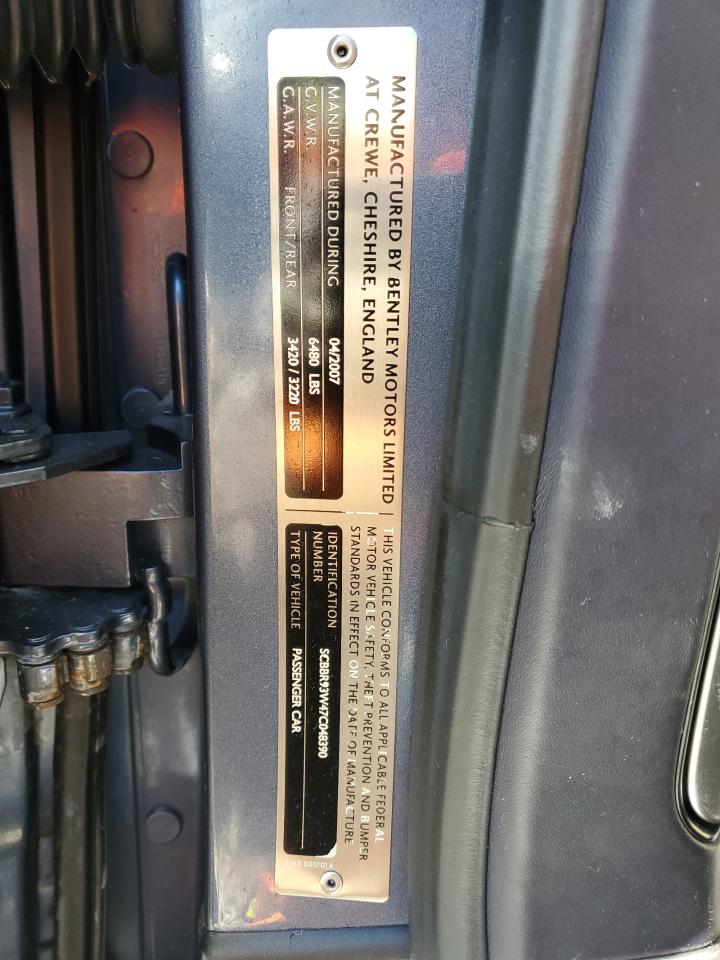 MANUFACTURED BY BENTLEY MOTORS LIMITED
AT CREWE, CHESHIRE, ENGLAND
MANUFACTURED DURING 04/2007
G.V.W.R. 6480 LBS
G.A.W.R. FRONT/REAR 3420 / 3220 LBS
THIS VEHICLE CONFORMS TO ALL APPLICABLE FEDERAL
MOTOR VEHICLE SAFETY, THEFT PREVENTION AND BUMPER
STANDARDS IN EFFECT ON THE DATE OF MANUFACTURE
IDENTIFICATION
NUMBER SCBBR93W47C048390
TYPE OF VEHICLE PASSENGER CAR
3W0 000101 A